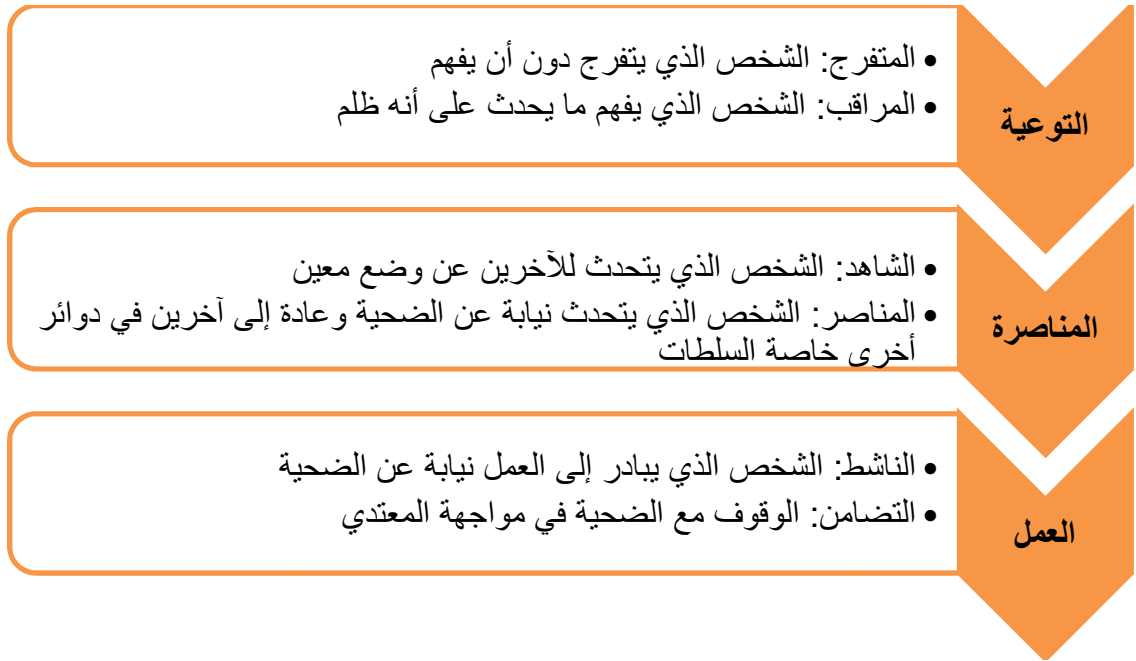 التوعية
• المتفرج: الشخص الذي يتفرج دون أن يفهم
• المراقب: الشخص الذي يفهم ما يحدث على أنه ظلم
المناصرة
• الشاهد: الشخص الذي يتحدث للآخرين عن وضع معين
• المناصر: الشخص الذي يتحدث نيابة عن الضحية وعادة إلى آخرين في دوائر
أخرى خاصة السلطات
العمل
• الناشط: الشخص الذي يبادر إلى العمل نيابة عن الضحية
• التضامن: الوقوف مع الضحية في مواجهة المعتدي